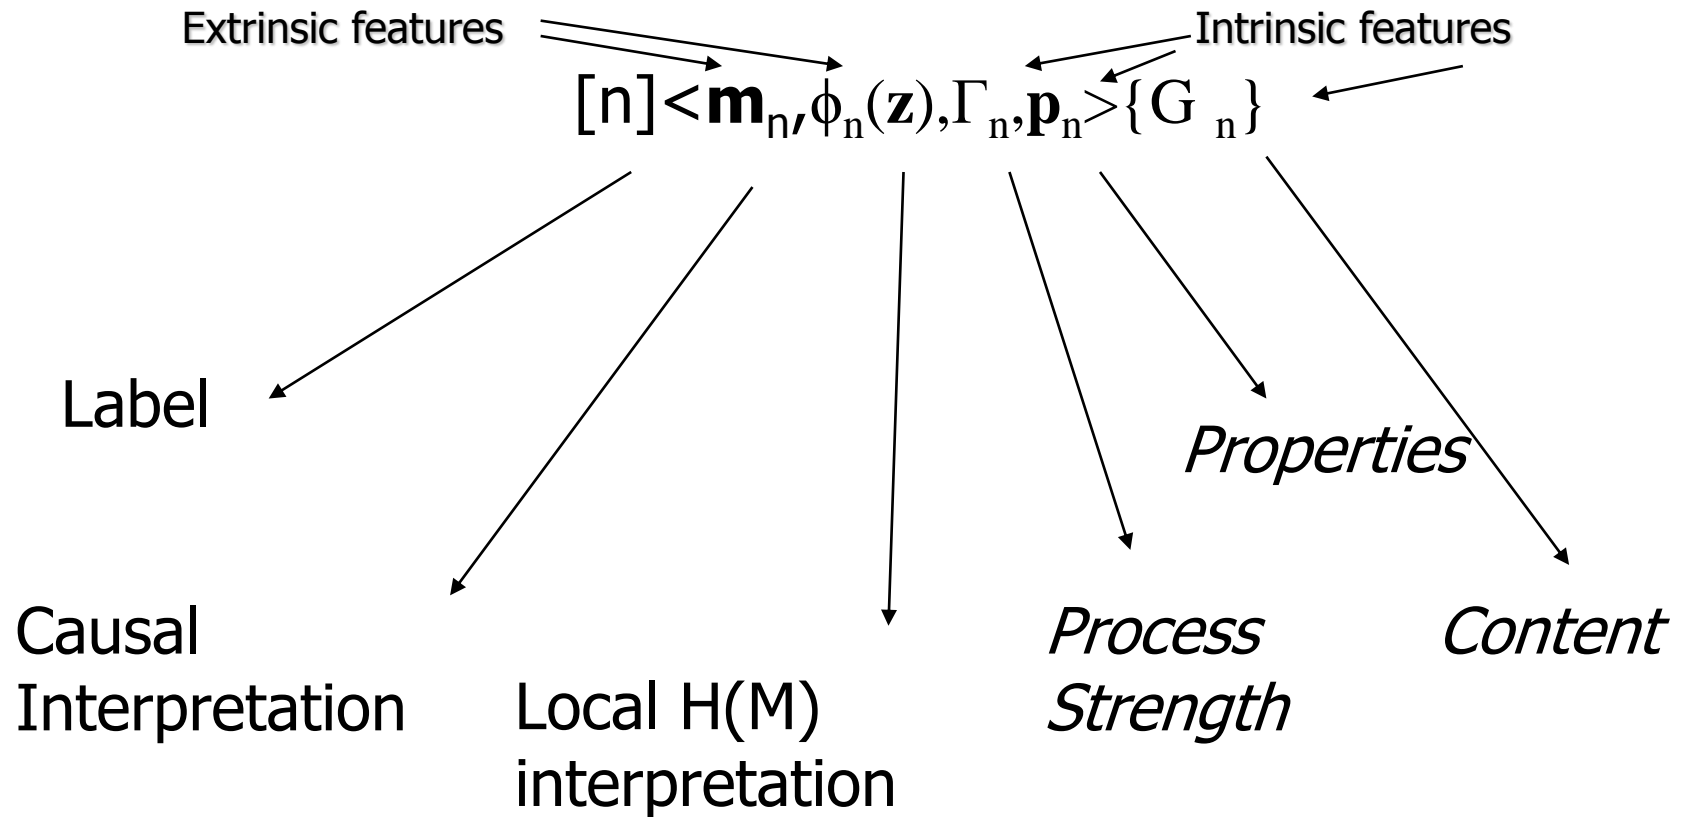 Extrinsic features
Intrinsic features
[n]<mₙ,ϕₙ(z),Γₙ,pₙ>{G ₙ}
Label
Properties
Causal
Interpretation
Local H(M)
interpretation
Process
Strength
Content